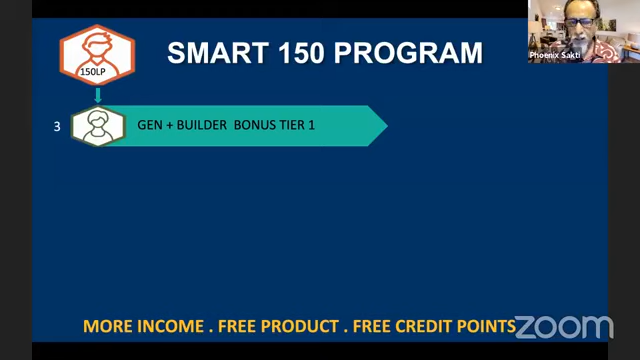 SMART 150 PROGRAM
Phoenix Sakti
150LP
3
GEN + BUILDER BONUS TIER 1
MORE INCOME . FREE PRODUCT . FREE CREDIT POINTS
zoom